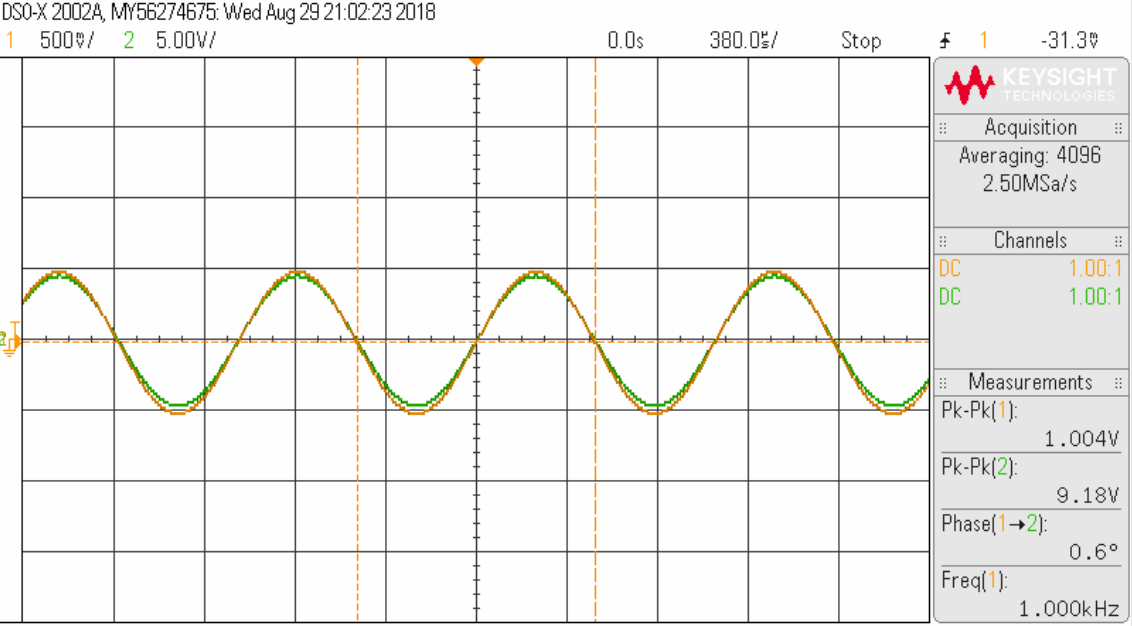 DSO-X 2002A, MY56274675: Wed Aug 29 21:02:23 2018
1 500mV/ 2 5.00V/ 0.0s 380.0us/ Stop 1 -31.3mV
KEYSIGHT
TECHNOLOGIES
Acquisition
Averaging: 4096
2.50MSa/s
Channels
DC 1.00:1
DC 1.00:1
Measurements
Pk-Pk(1):
1.004V
Pk-Pk(2):
9.18V
Phase(1→2):
0.6°
Freq(1):
1.000kHz